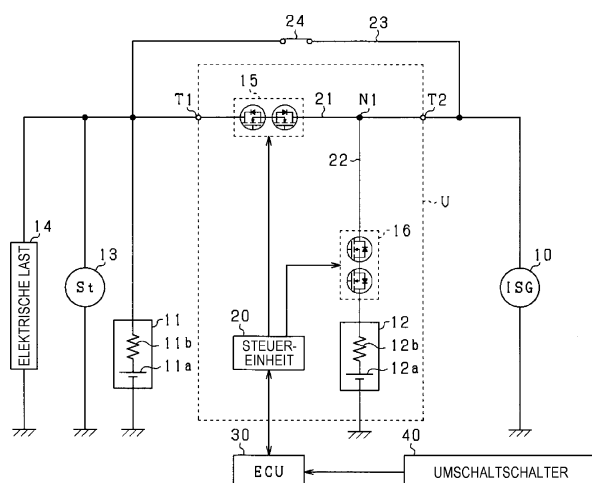 24
23
15
T1
21
N1
T2
22
U
14
16
ELEKTRISCHE LAST
13
St
10
ISG
11
11b
11a
20
STEUER-
EINHEIT
12
12b
12a
30
ECU
40
UMSCHALTSCHALTER